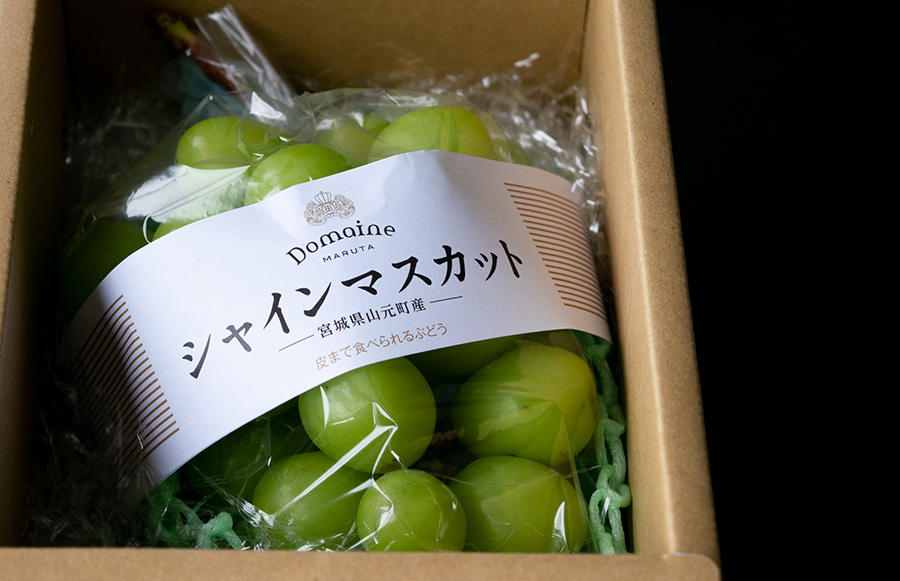 Domaine
MARUTA
シャインマスカット
宮城県山元町産
皮まで食べられるぶどう